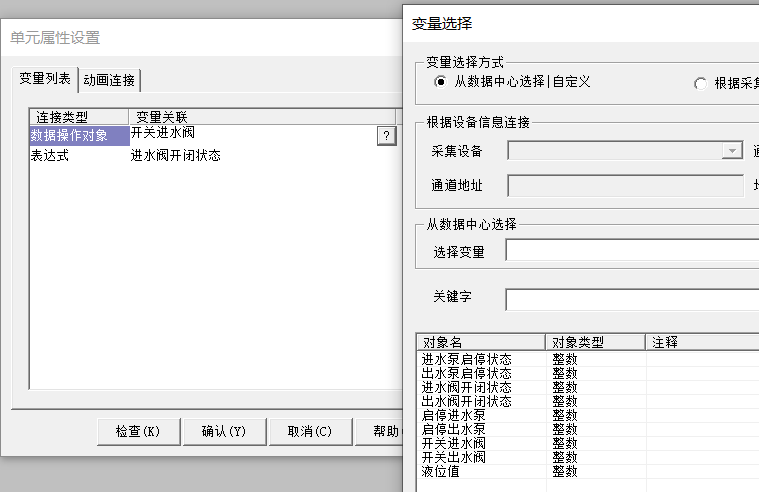 单元属性设置
变量列表 动画连接
连接类型 变量关联
数据操作对象 开关进水阀 ?
表达式 进水阀开闭状态
检查(K) 确认(Y) 取消(C) 帮助
变量选择
变量选择方式
从数据中心选择|自定义 根据采集
根据设备信息连接
采集设备
通道地址
从数据中心选择
选择变量
关键字
对象名 对象类型 注释
进水泵启停状态 整数
出水泵启停状态 整数
进水阀开闭状态 整数
出水阀开闭状态 整数
启停进水泵 整数
启停出水泵 整数
开关进水阀 整数
开关出水阀 整数
液位值 整数